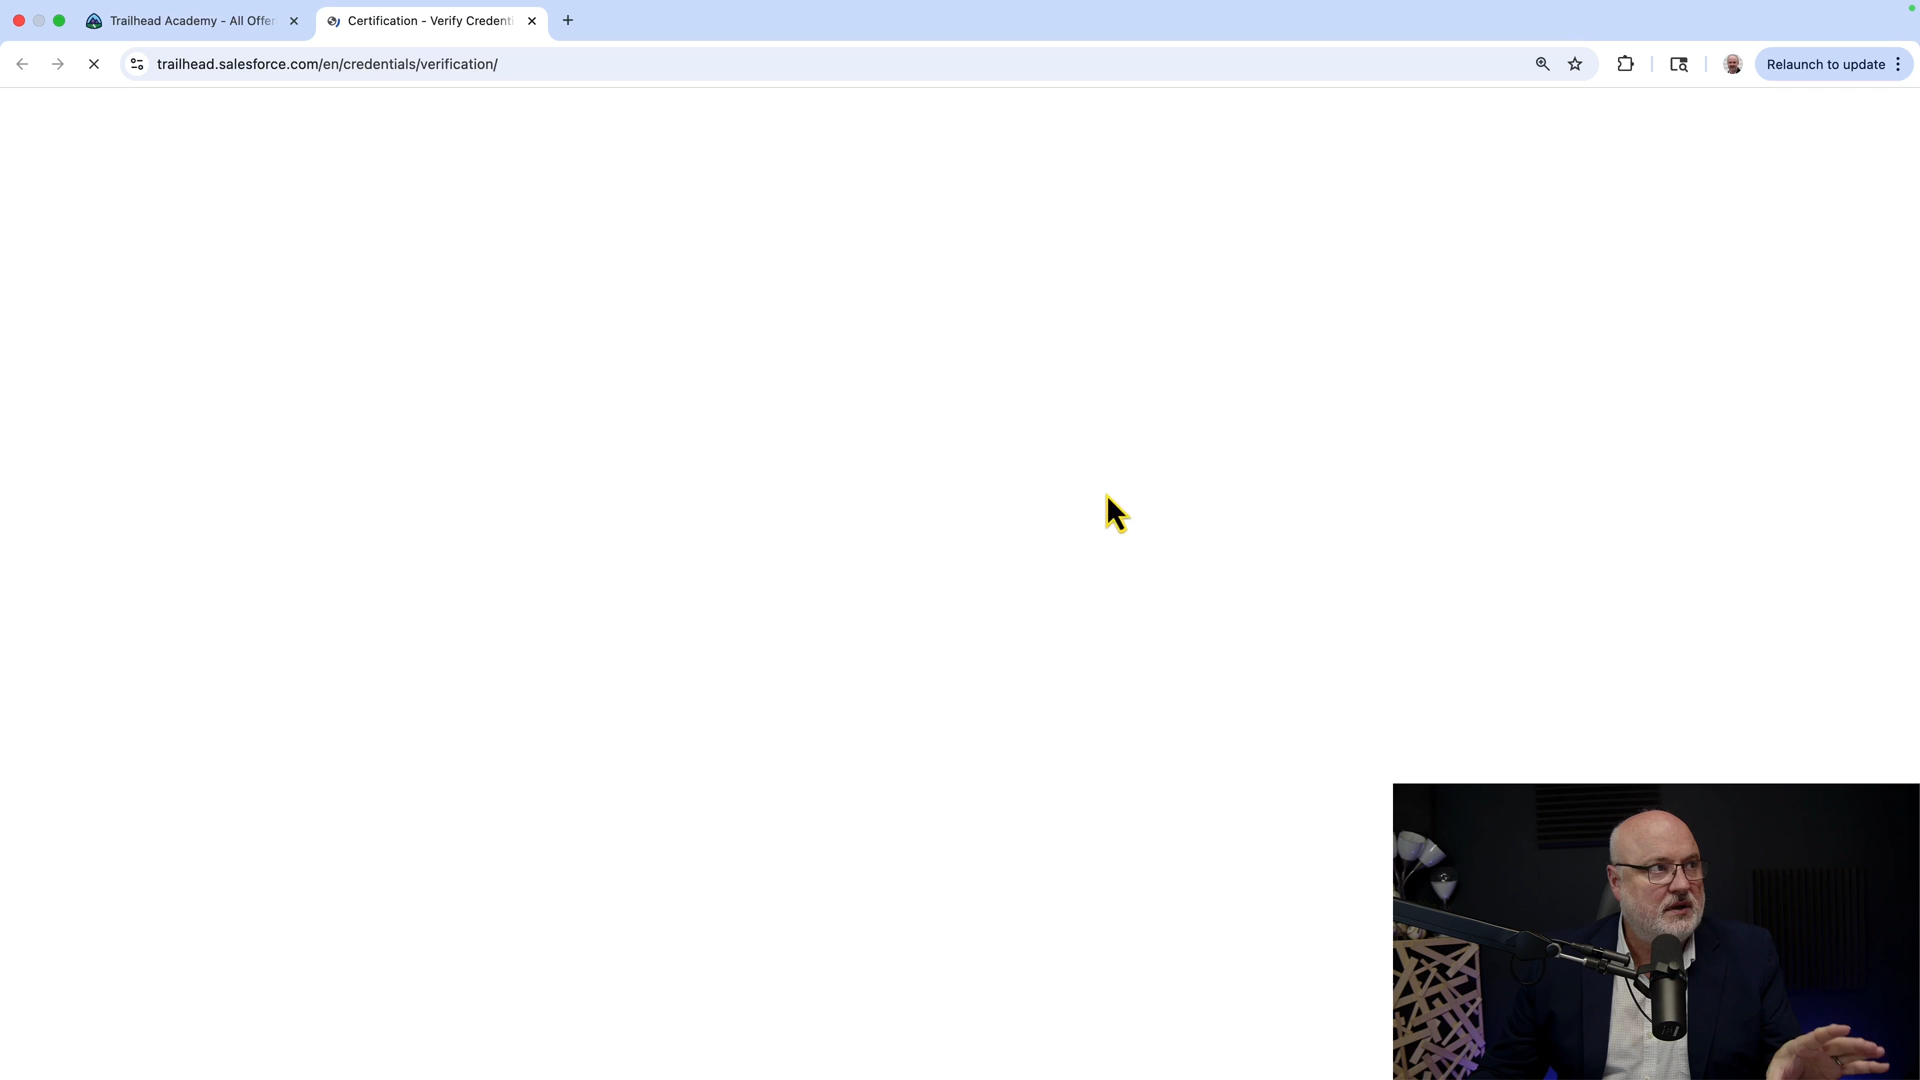 Trailhead Academy - All Offer
Certification - Verify Credenti
trailhead.salesforce.com/en/credentials/verification/
Relaunch to update